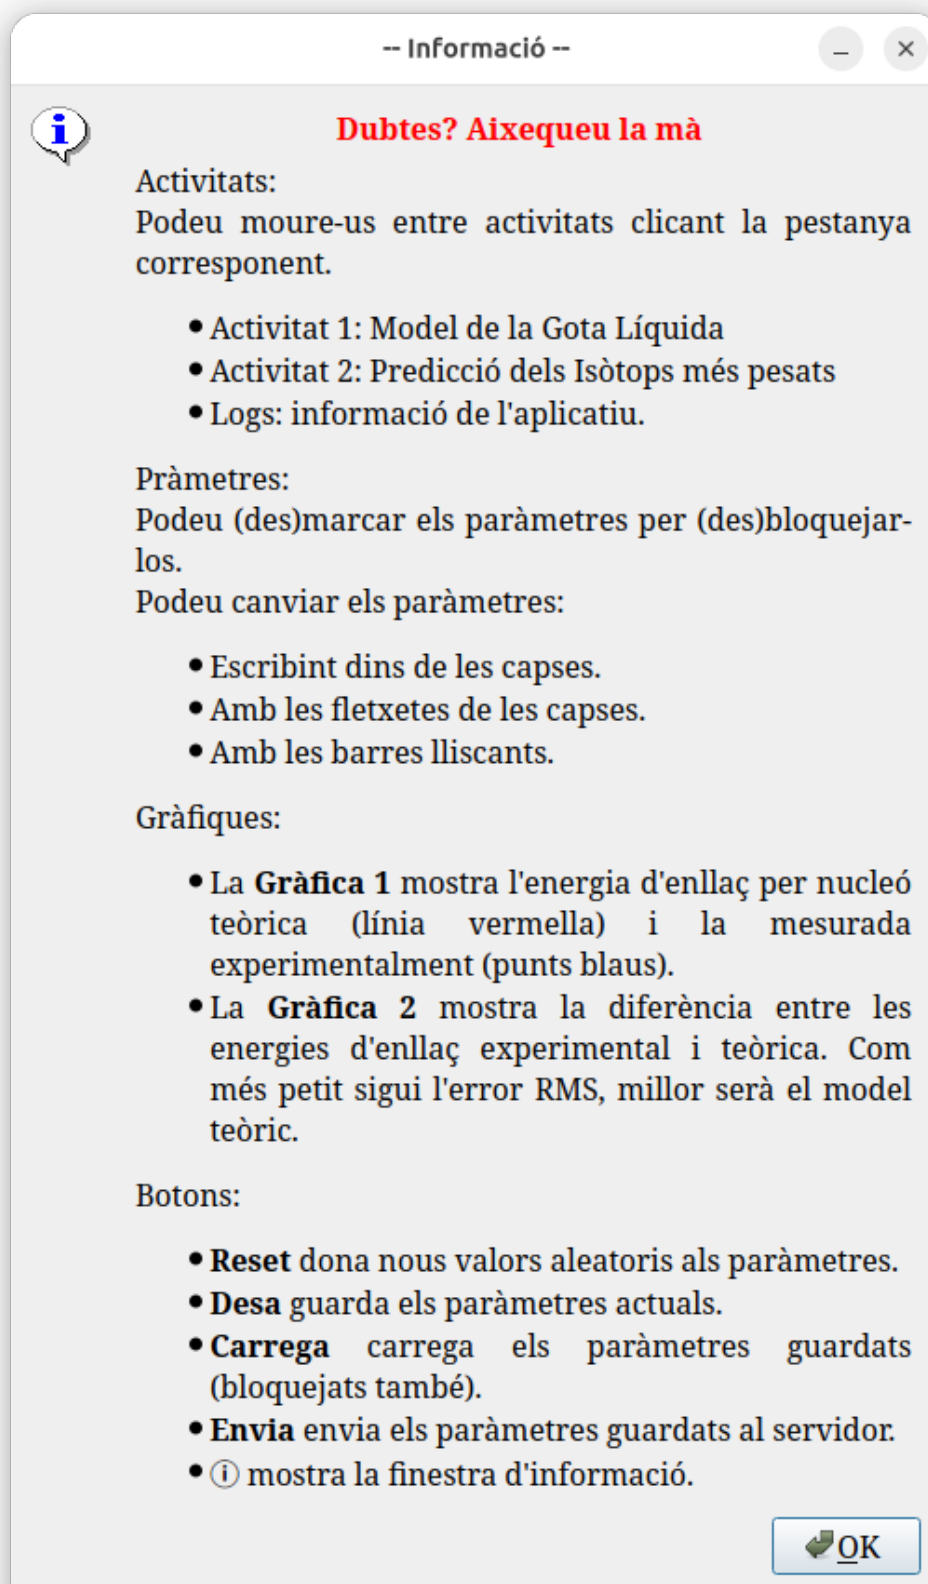 -- Informació --
Dubtes? Aixequeu la mà
Activitats:
Podeu moure-us entre activitats clicant la pestanya
corresponent.
• Activitat 1: Model de la Gota Líquida
• Activitat 2: Predicció dels Isòtops més pesats
• Logs: informació de l'aplicatiu.
Pràmetres:
Podeu (des)marcar els paràmetres per (des)bloquejar-
los.
Podeu canviar els paràmetres:
• Escribint dins de les capses.
• Amb les fletxetes de les capses.
• Amb les barres lliscants.
Gràfiques:
• La Gràfica 1 mostra l'energia d'enllaç per nucleó
teòrica (línia vermella) i la mesurada
experimentalment (punts blaus).
• La Gràfica 2 mostra la diferència entre les
energies d'enllaç experimental i teòrica. Com
més petit sigui l'error RMS, millor serà el model
teòric.
Botons:
• Reset dona nous valors aleatoris als paràmetres.
• Desa guarda els paràmetres actuals.
• Carrega carrega els paràmetres guardats
(bloquejats també).
• Envia envia els paràmetres guardats al servidor.
• ⓘ mostra la finestra d'informació.
OK